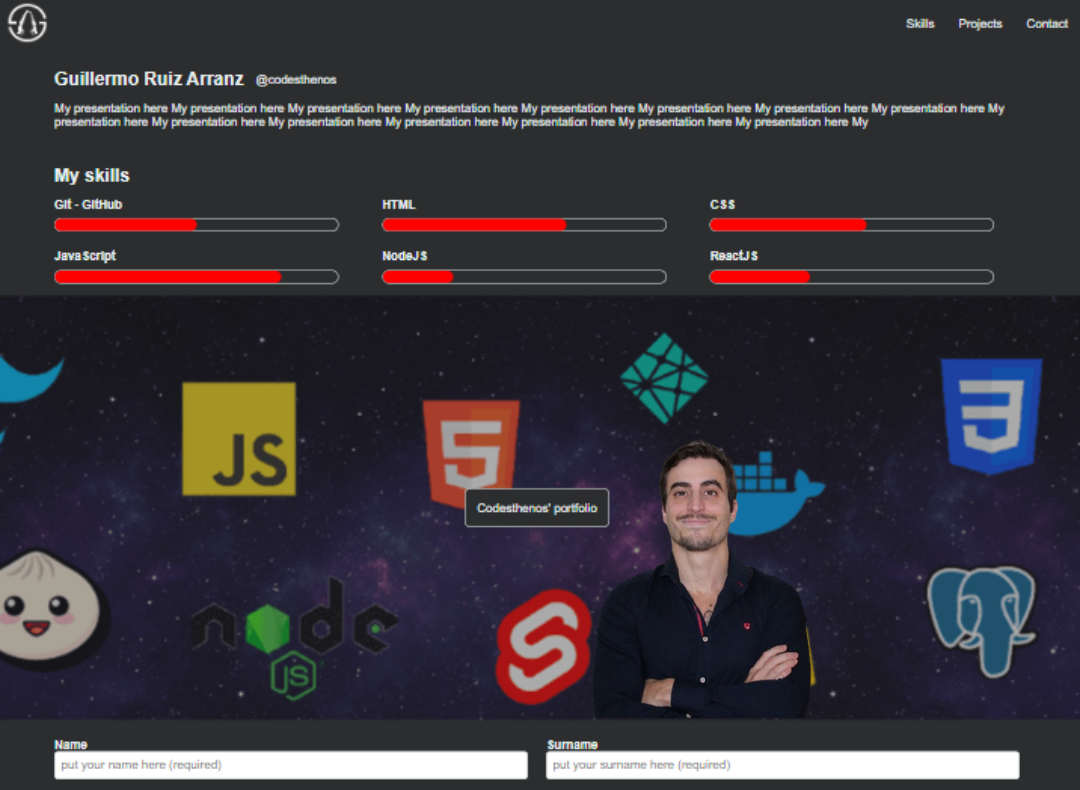 Skills Projects Contact
Guillermo Ruiz Arranz @codesthenos
My presentation here My presentation here My presentation here My presentation here My presentation here My presentation here My presentation here My presentation here My
presentation here My presentation here My presentation here My presentation here My presentation here My presentation here My presentation here My
My skills
Git - GitHub HTML CSS
JavaScript NodeJS ReactJS
JS
5
3
Codesthenos' portfolio
node
JS
S
Name Surname
put your name here (required) put your surname here (required)